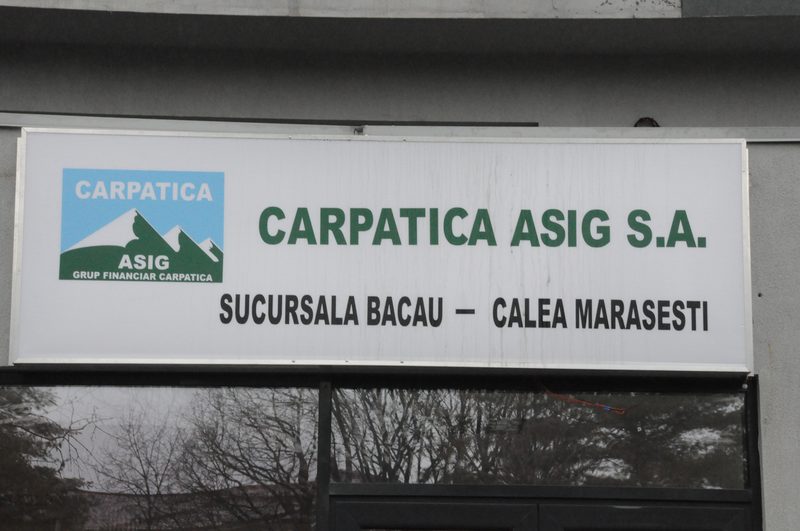 CARPATICA
ASIG
GRUP FINANCIAR CARPATICA
CARPATICA ASIG S.A.
SUCURSALA BACAU – CALEA MARASESTI